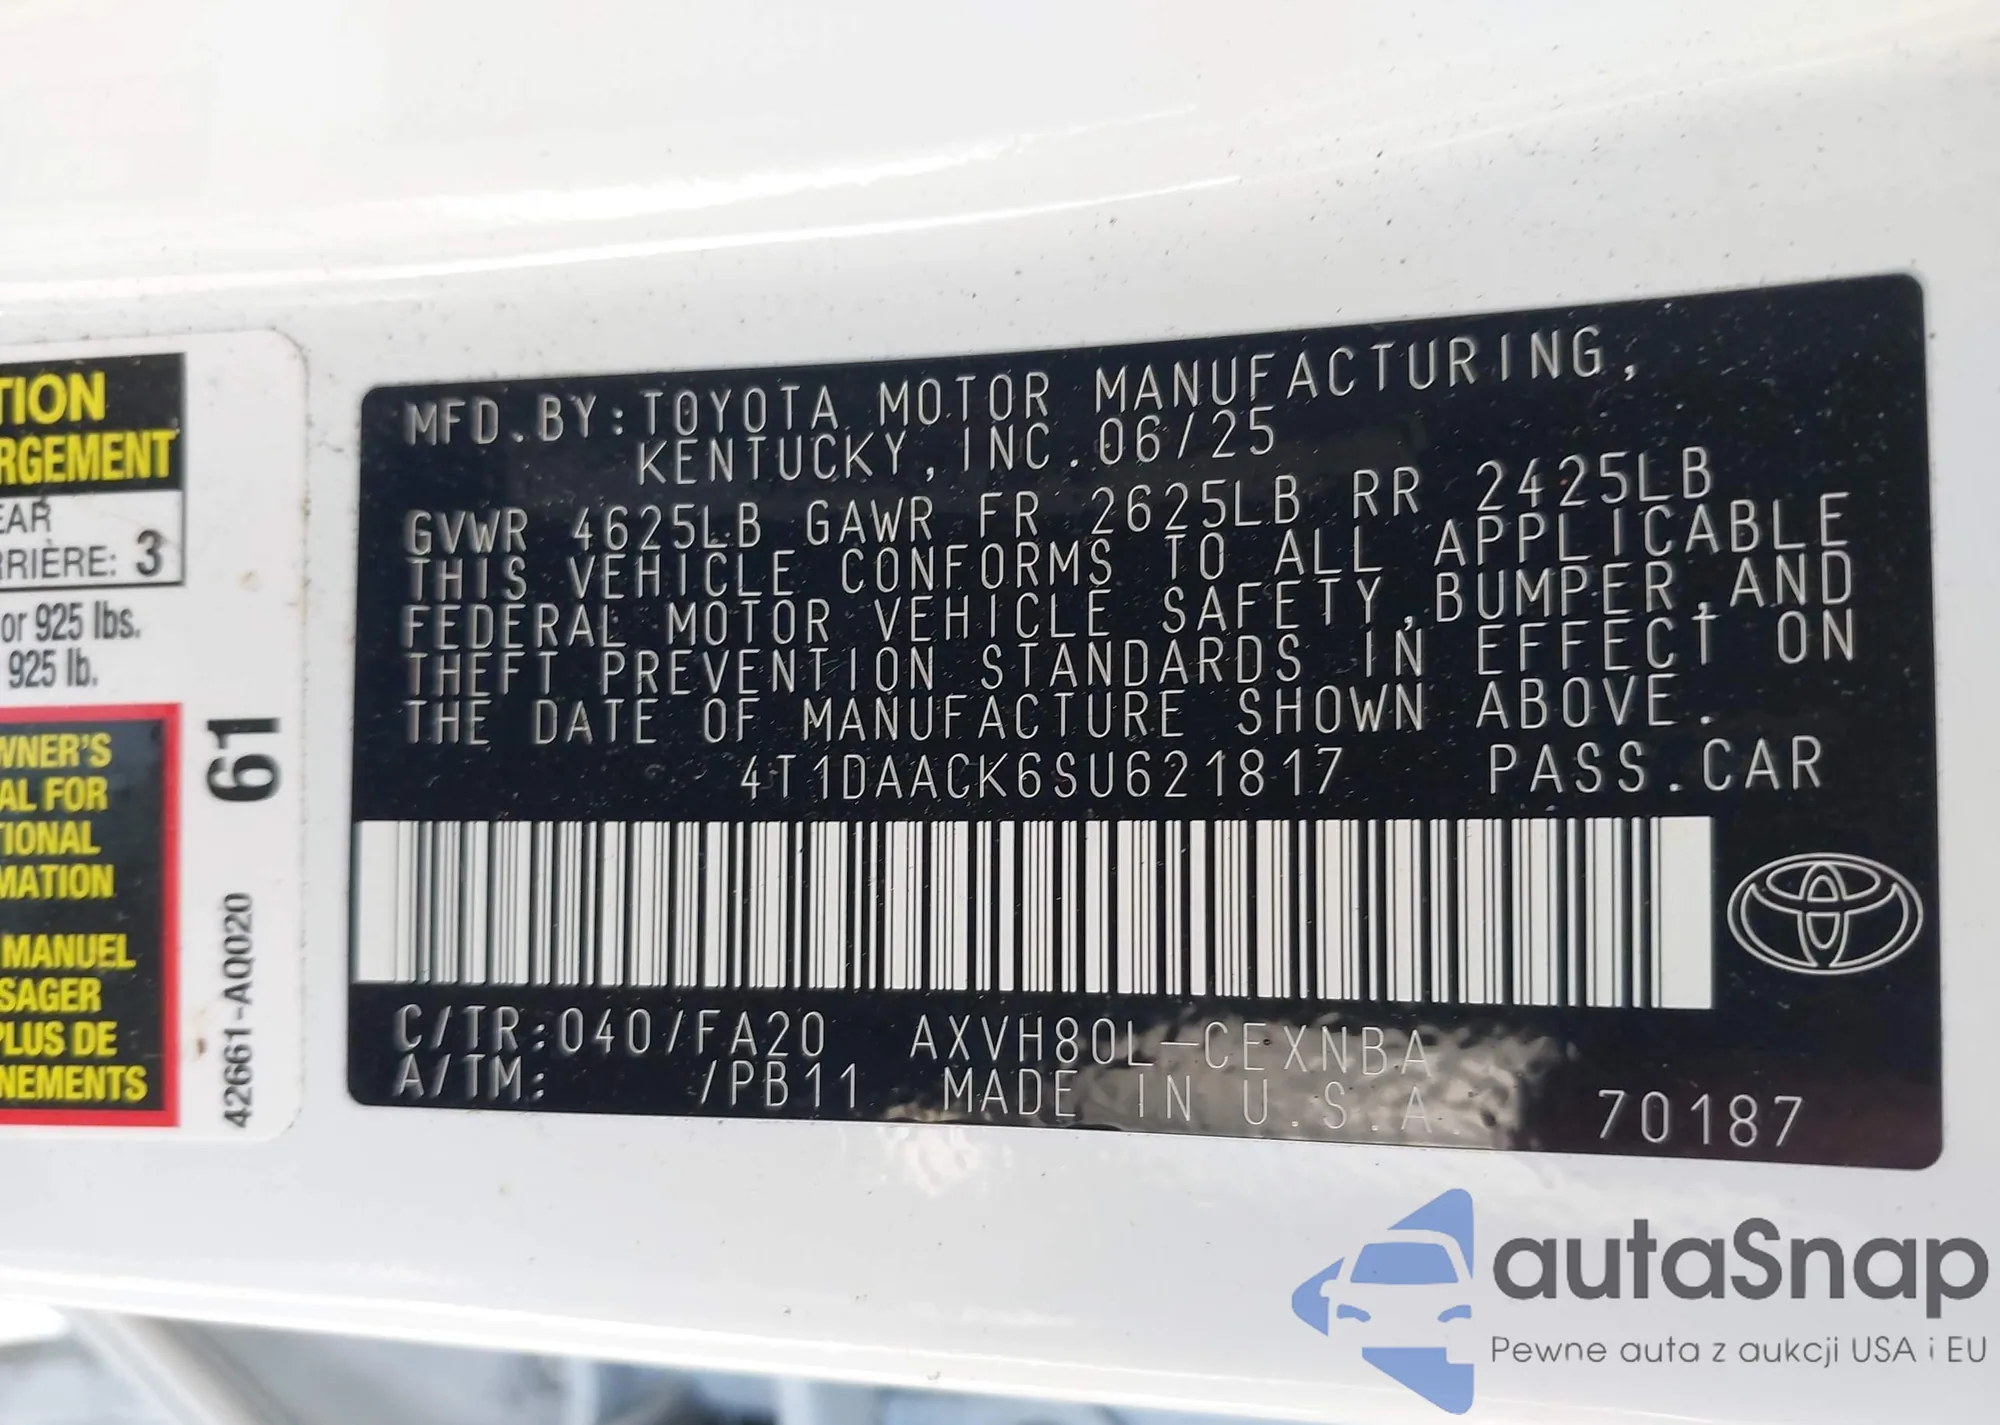 TION
RGEMENT
EAR
RRIÈRE: 3
or 925 lbs.
925 lb.
WNER'S
AL FOR
TIONAL
MATION
MANUEL
SAGER
PLUS DE
NEMENTS
61
42661-AQ020
MFD.BY:TOYOTA MOTOR MANUFACTURING,
KENTUCKY,INC.06/25
GVWR 4625LB GAWR FR 2625LB RR 2425LB
THIS VEHICLE CONFORMS TO ALL APPLICABLE
FEDERAL MOTOR VEHICLE SAFETY,BUMPER,AND
THEFT PREVENTION STANDARDS IN EFFECT ON
THE DATE OF MANUFACTURE SHOWN ABOVE.
4T1DAACK6SU621817 PASS.CAR
C/TR:040/FA20 AXVH80L-CEXNBA
A/TM: /PB11 MADE IN U.S.A. 70187
autaSnap
Pewne auta z aukcji USA i EU